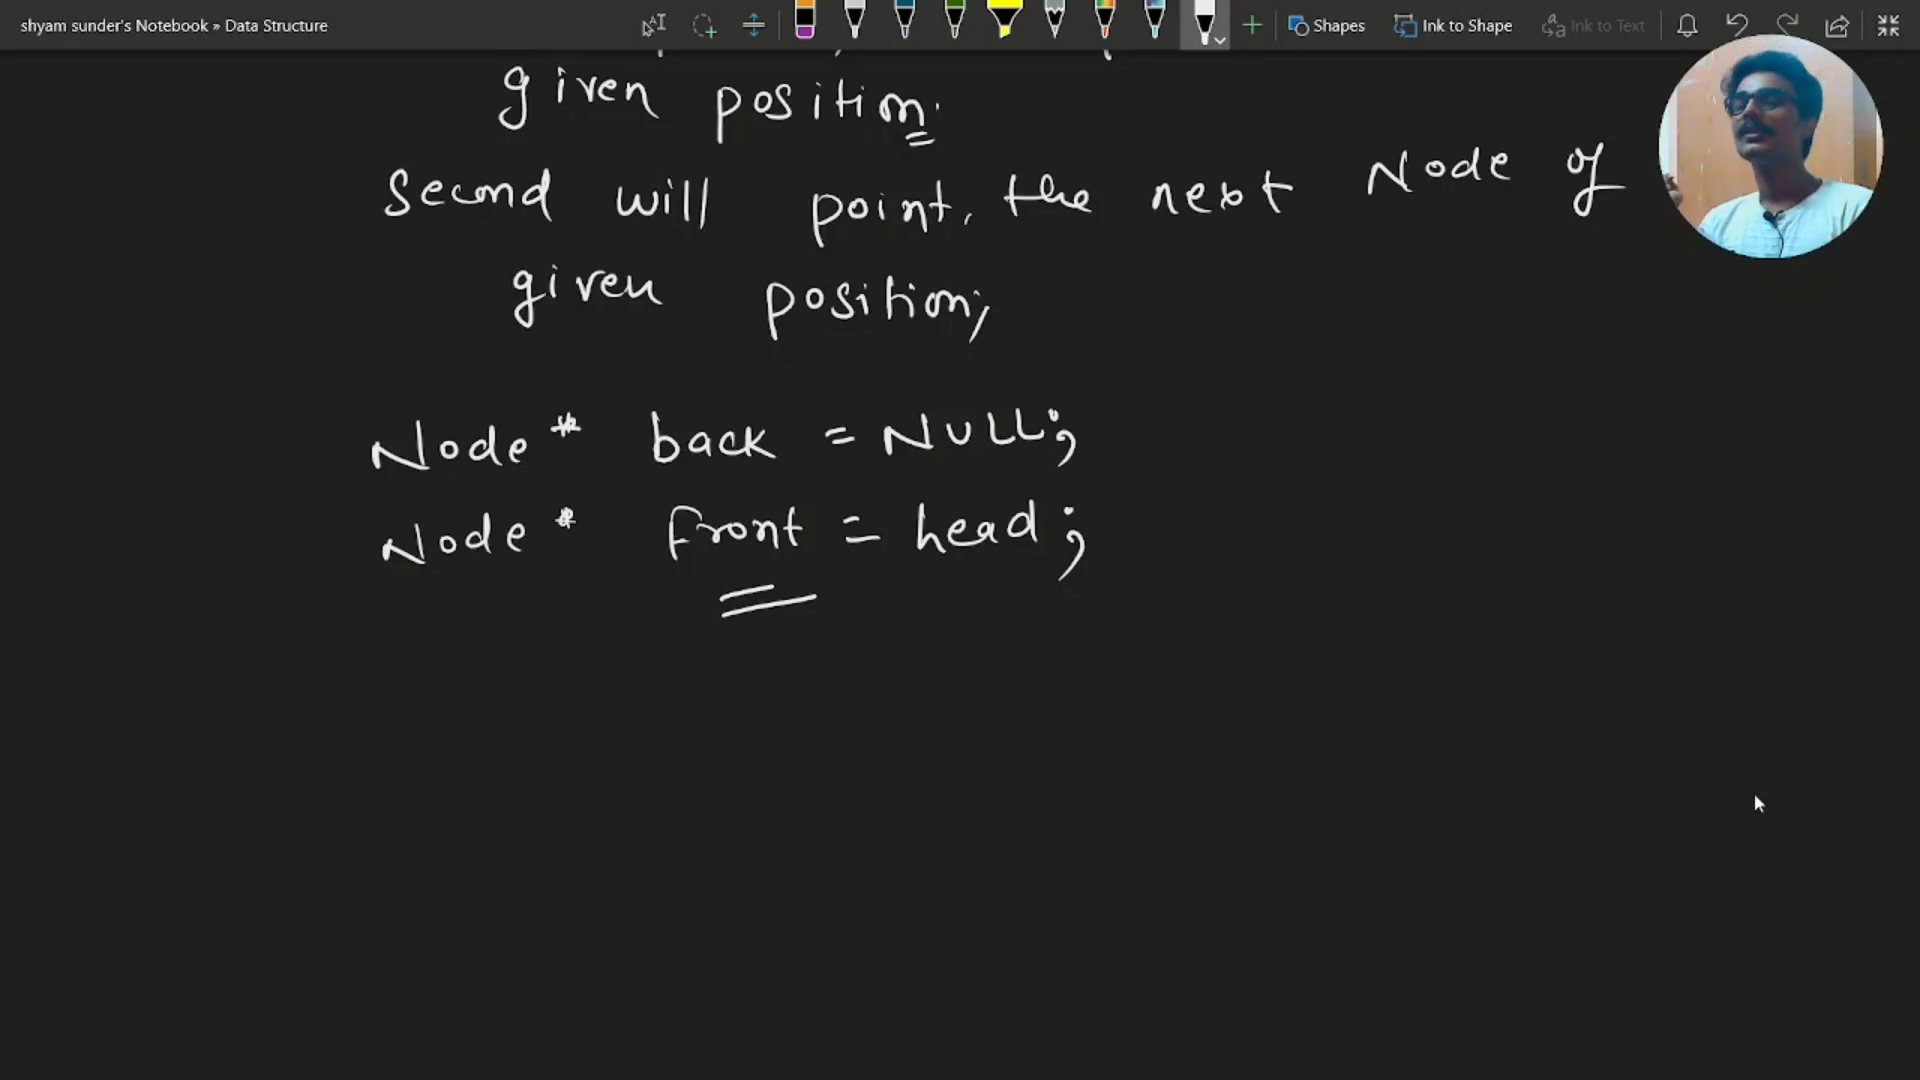 shyam sunder's Notebook » Data Structure
Shapes
Ink to Shape
Ink to Text
given position.
Second will point, the next Node of
given position;
Node* back = NULL;
Node* front = head;